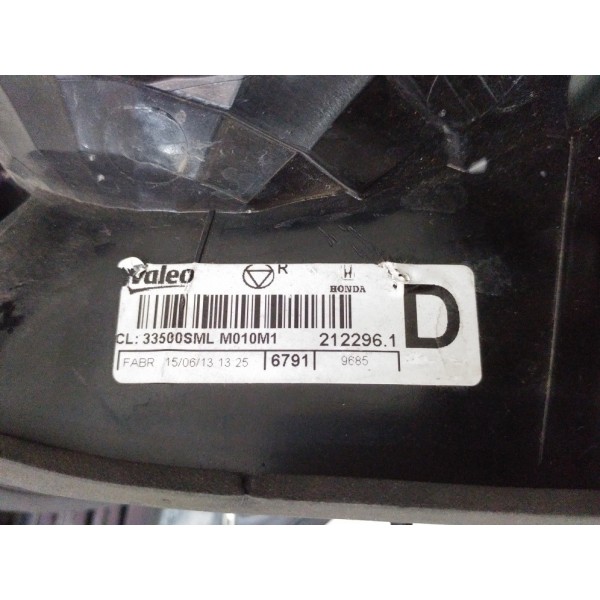 Valeo R HONDA D
CL: 33500SML M010M1 212296.1
FABR 15/06/13 13:25 6791 9685